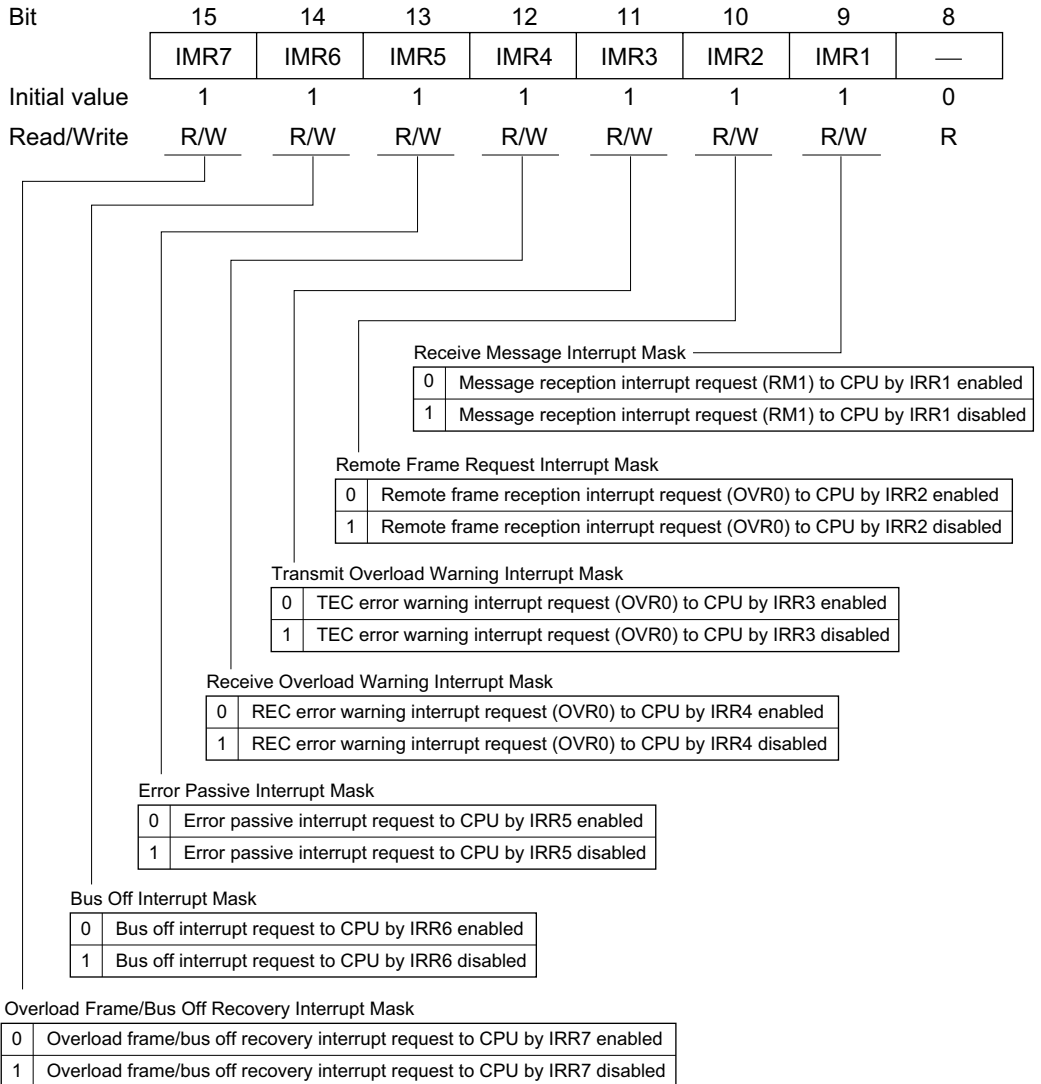 Bit 15 14 13 12 11 10 9 8
IMR7 IMR6 IMR5 IMR4 IMR3 IMR2 IMR1 —
Initial value 1 1 1 1 1 1 1 0
Read/Write R/W R/W R/W R/W R/W R/W R/W R
Receive Message Interrupt Mask
0 Message reception interrupt request (RM1) to CPU by IRR1 enabled
1 Message reception interrupt request (RM1) to CPU by IRR1 disabled
Remote Frame Request Interrupt Mask
0 Remote frame reception interrupt request (OVR0) to CPU by IRR2 enabled
1 Remote frame reception interrupt request (OVR0) to CPU by IRR2 disabled
Transmit Overload Warning Interrupt Mask
0 TEC error warning interrupt request (OVR0) to CPU by IRR3 enabled
1 TEC error warning interrupt request (OVR0) to CPU by IRR3 disabled
Receive Overload Warning Interrupt Mask
0 REC error warning interrupt request (OVR0) to CPU by IRR4 enabled
1 REC error warning interrupt request (OVR0) to CPU by IRR4 disabled
Error Passive Interrupt Mask
0 Error passive interrupt request to CPU by IRR5 enabled
1 Error passive interrupt request to CPU by IRR5 disabled
Bus Off Interrupt Mask
0 Bus off interrupt request to CPU by IRR6 enabled
1 Bus off interrupt request to CPU by IRR6 disabled
Overload Frame/Bus Off Recovery Interrupt Mask
0 Overload frame/bus off recovery interrupt request to CPU by IRR7 enabled
1 Overload frame/bus off recovery interrupt request to CPU by IRR7 disabled